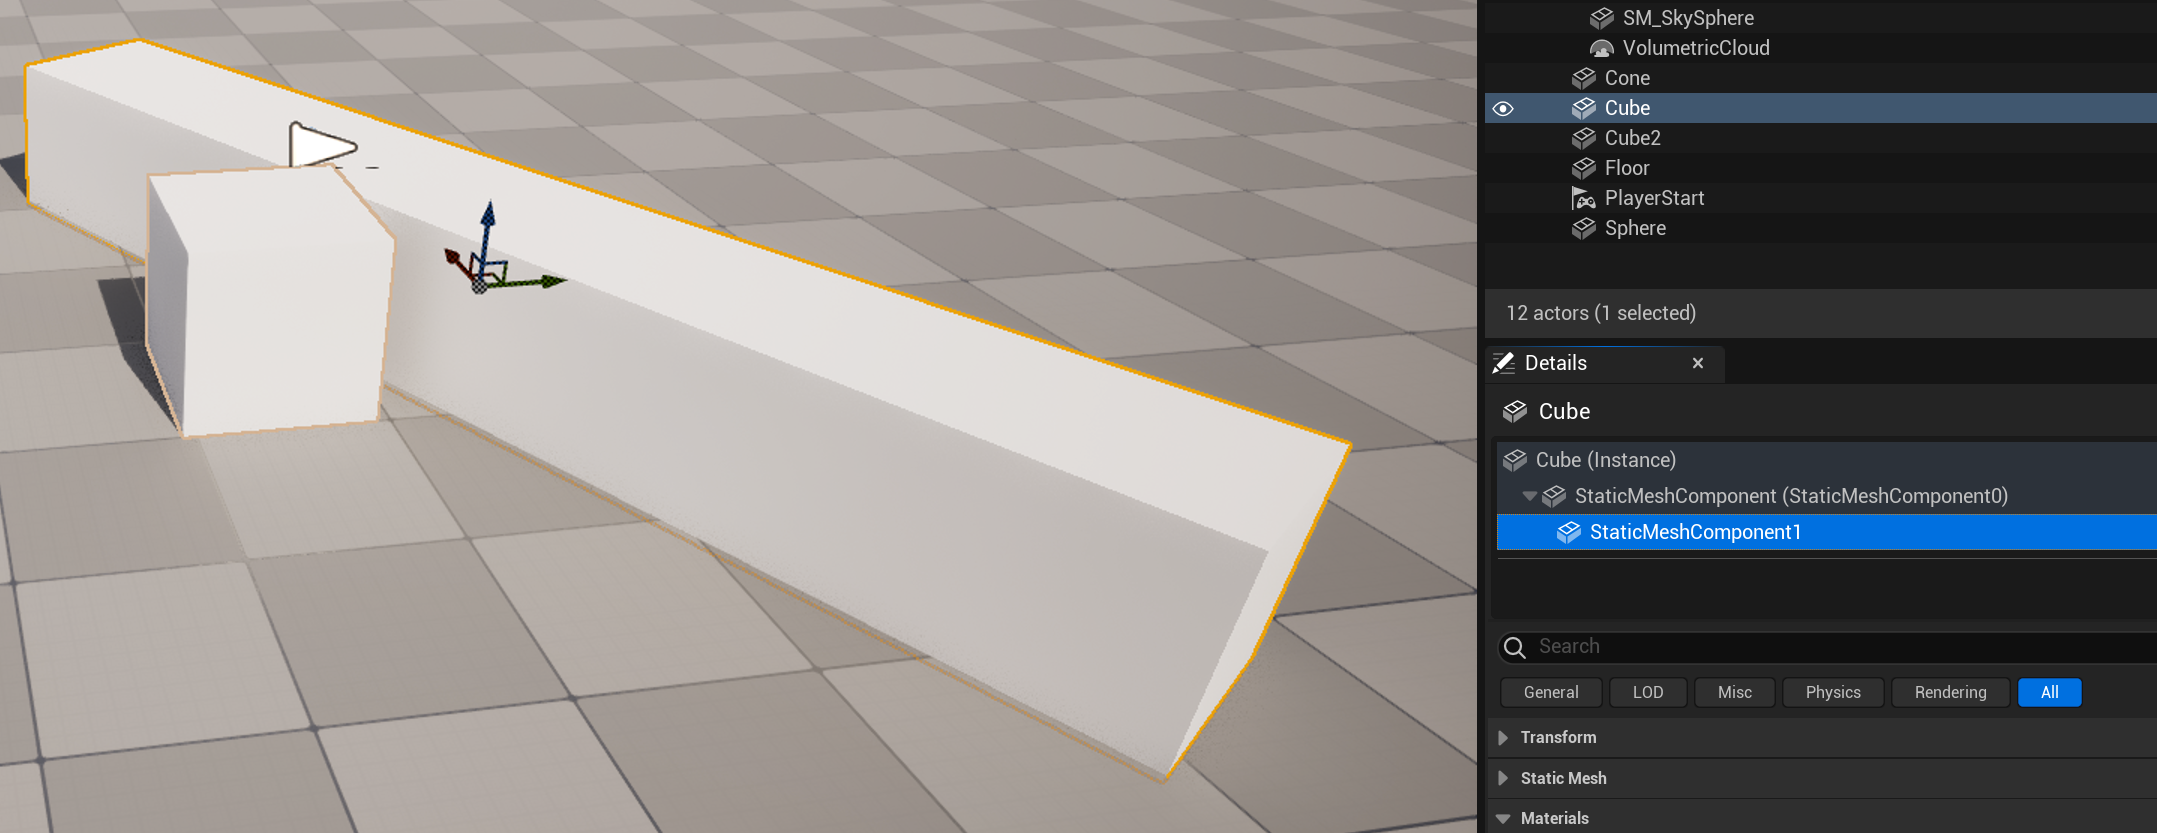 SM_SkySphere
VolumetricCloud
Cone
Cube
Cube2
Floor
PlayerStart
Sphere
12 actors (1 selected)
Details
Cube
Cube (Instance)
StaticMeshComponent (StaticMeshComponent0)
StaticMeshComponent1
Search
General LOD Misc Physics Rendering All
Transform
Static Mesh
Materials